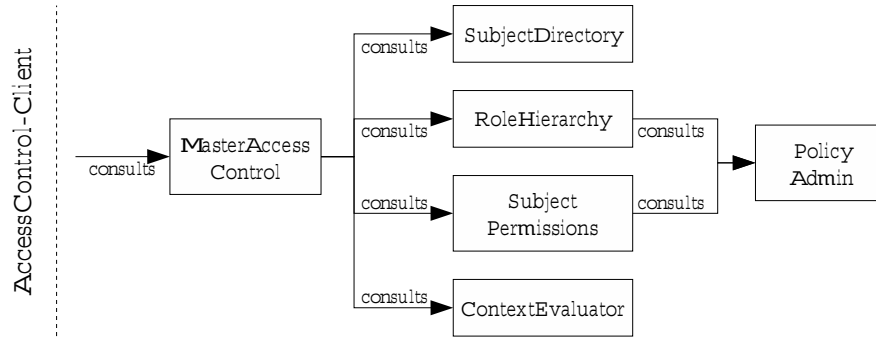 AccessControl-Client
consults
MasterAccess
Control
consults
SubjectDirectory
consults
RoleHierarchy
consults
consults
Subject
Permissions
consults
consults
ContextEvaluator
Policy
Admin